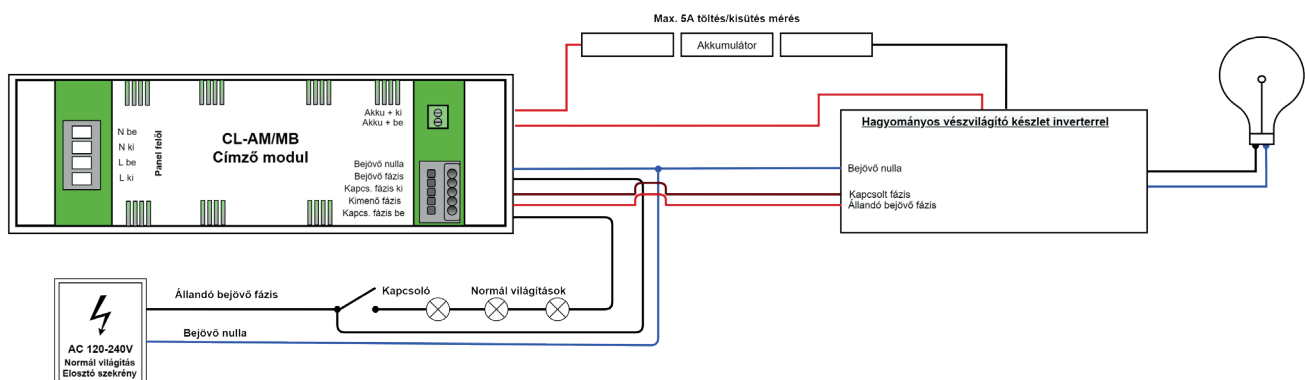 Max. 5A töltés/kisütés mérés
Akkumulátor
N be
N ki
L be
L ki
Panel felől
CL-AM/MB
Címző modul
Akku + ki
Akku + be
Bejövő nulla
Bejövő fázis
Kapcs. fázis ki
Kimenő fázis
Kapcs. fázis be
Hagyományos vészvilágító készlet inverterrel
Bejövő nulla
Kapcsolt fázis
Állandó bejövő fázis
Állandó bejövő fázis
Kapcsoló
Normál világítások
Bejövő nulla
AC 120-240V
Normál világítás
Elosztó szekrény